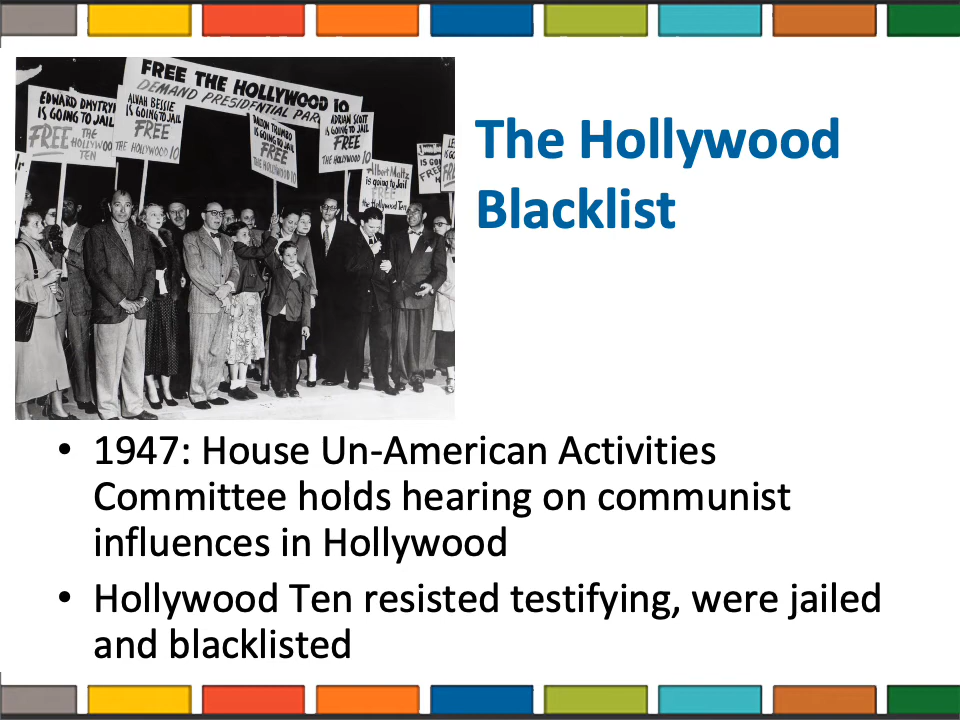 FREE THE HOLLYWOOD 10
DEMAND PRESIDENTIAL
EDWARD DMYTRYK
IS GOING TO JAIL
FREE THE
HOLLYWOOD
TEN
ALVAH BESSIE
IS GOING TO JAIL
FREE
THE HOLLYWOOD 10
TRUMBO
IS GOING TO JAIL
FREE
THE HOLLYWOOD 10
ADRIAN SCOTT
IS GOING TO JAIL
FREE
THE HOLLYWOOD 10
Albert Maltz
is going to Jail
FREE
the Hollywood Ten
IS GO
FREE
The Hollywood
Blacklist
• 1947: House Un-American Activities
Committee holds hearing on communist
influences in Hollywood
• Hollywood Ten resisted testifying, were jailed
and blacklisted